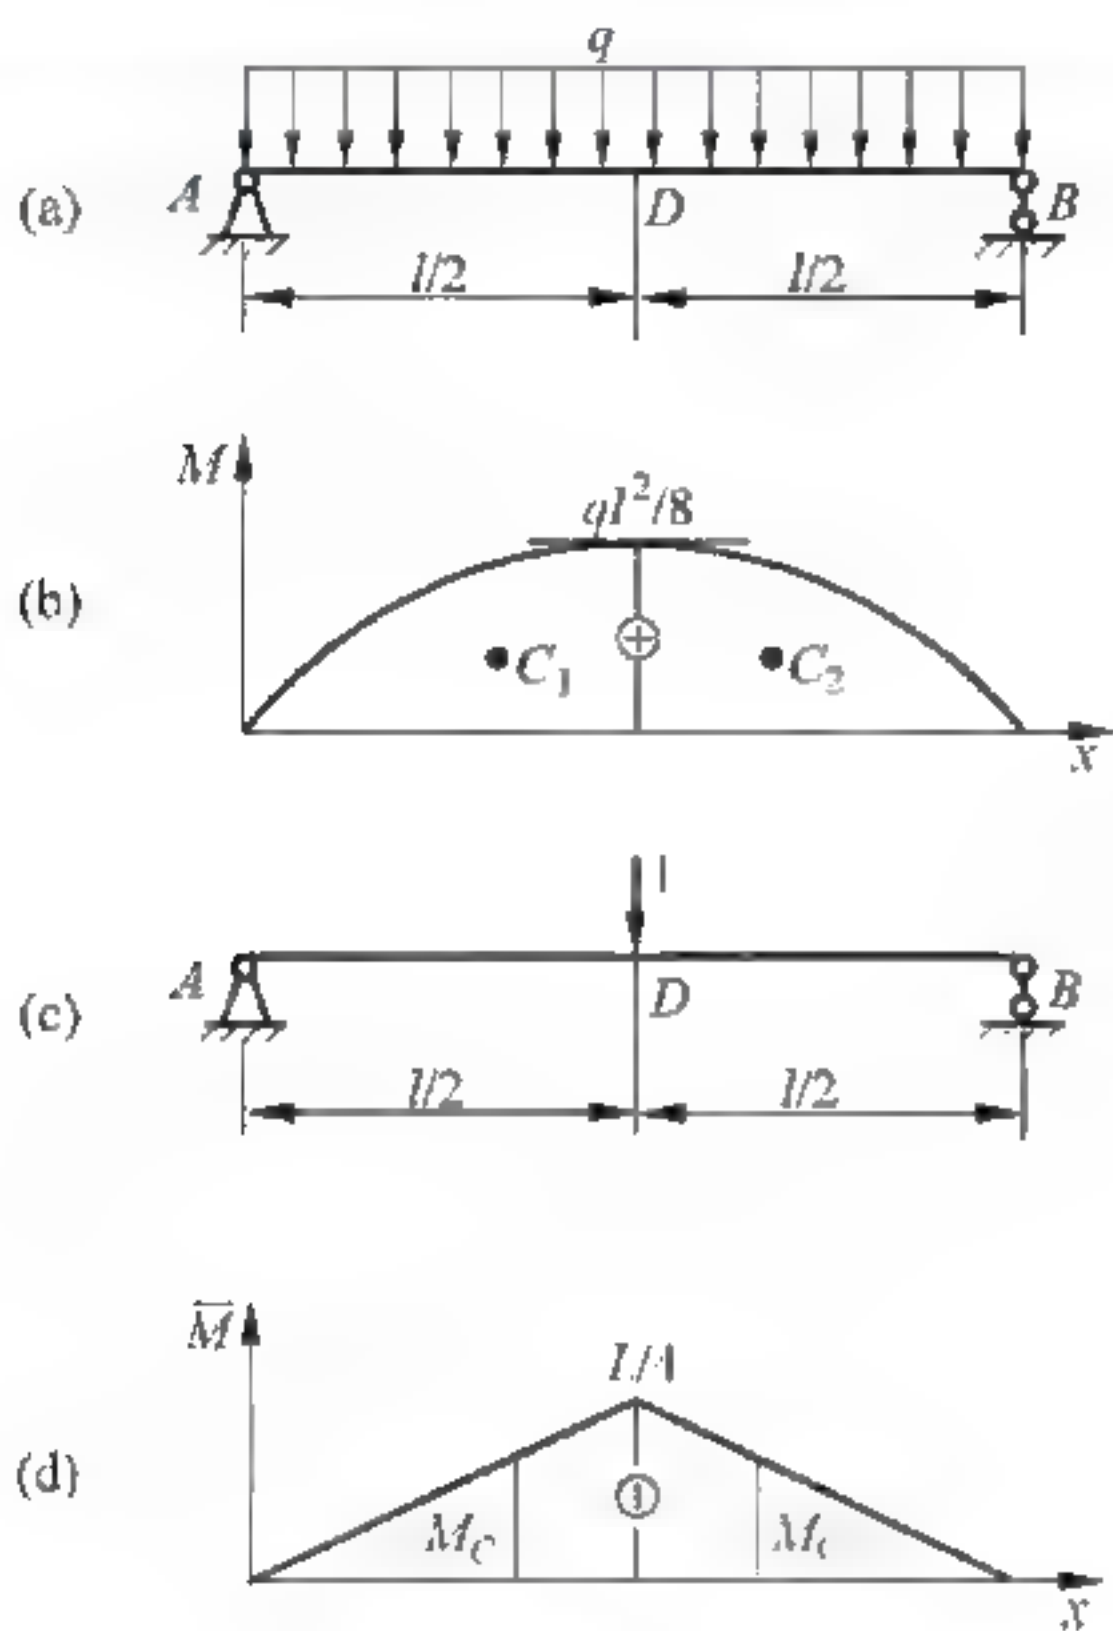 q
(a) A D B
l/2 l/2
M
ql²/8
(b) C₁ C₂
x
1
(c) A D B
l/2 l/2
M̅
L/4
(d) M_C
x